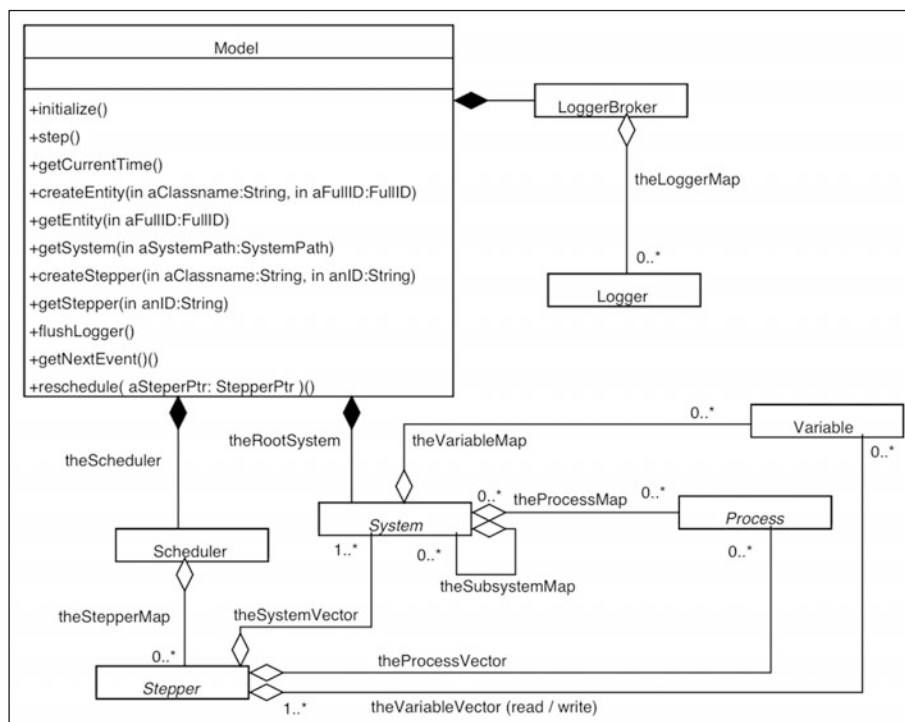 Model
+initialize()
+step()
+getCurrentTime()
+createEntity(in aClassname:String, in aFullID:FullID)
+getEntity(in aFullID:FullID)
+getSystem(in aSystemPath:SystemPath)
+createStepper(in aClassname:String, in anID:String)
+getStepper(in anID:String)
+flushLogger()
+getNextEvent()()
+reschedule( aSteperPtr: StepperPtr )()
LoggerBroker
theLoggerMap
0..*
Logger
theScheduler
theRootSystem
theVariableMap
0..*
Variable
0..*
Scheduler
System
1..*
0..*
0..*
theProcessMap
0..*
Process
0..*
theSubsystemMap
theStepperMap
0..*
theSystemVector
Stepper
theProcessVector
1..*
theVariableVector (read / write)